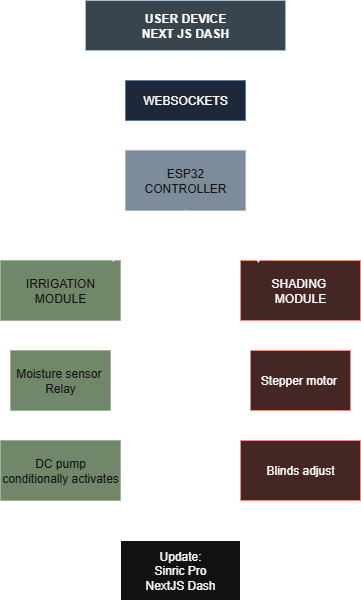 USER DEVICE
NEXT JS DASH
WEBSOCKETS
ESP32
CONTROLLER
IRRIGATION
MODULE
SHADING
MODULE
Moisture sensor
Relay
Stepper motor
DC pump
conditionally activates
Blinds adjust
Update:
Sinric Pro
NextJS Dash